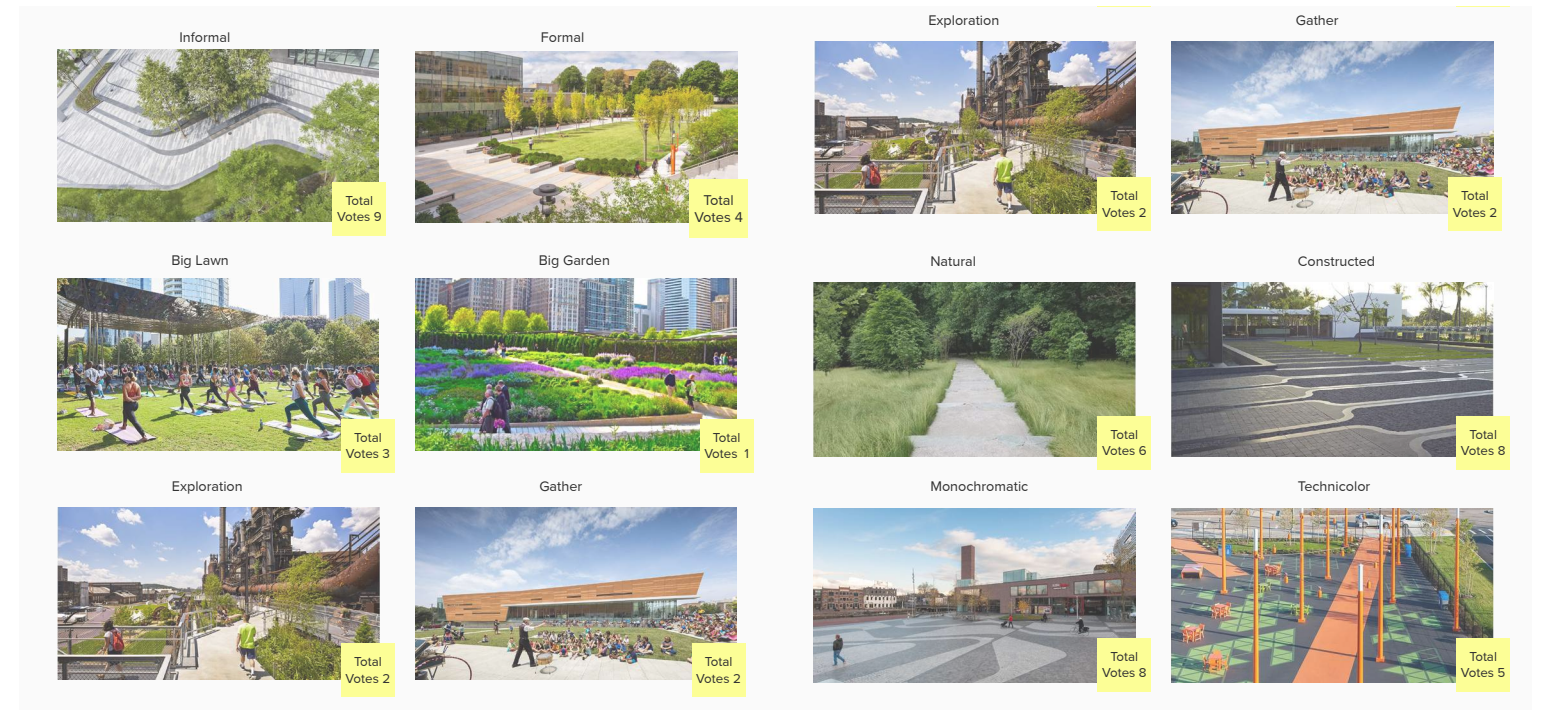 Informal
Formal
Total
Votes 9
Total
Votes 4
Big Lawn
Big Garden
Total
Votes 3
Total
Votes 1
Exploration
Gather
Total
Votes 2
Total
Votes 2
Exploration
Gather
Total
Votes 2
Total
Votes 2
Natural
Constructed
Total
Votes 6
Total
Votes 8
Monochromatic
Technicolor
Total
Votes 8
Total
Votes 5